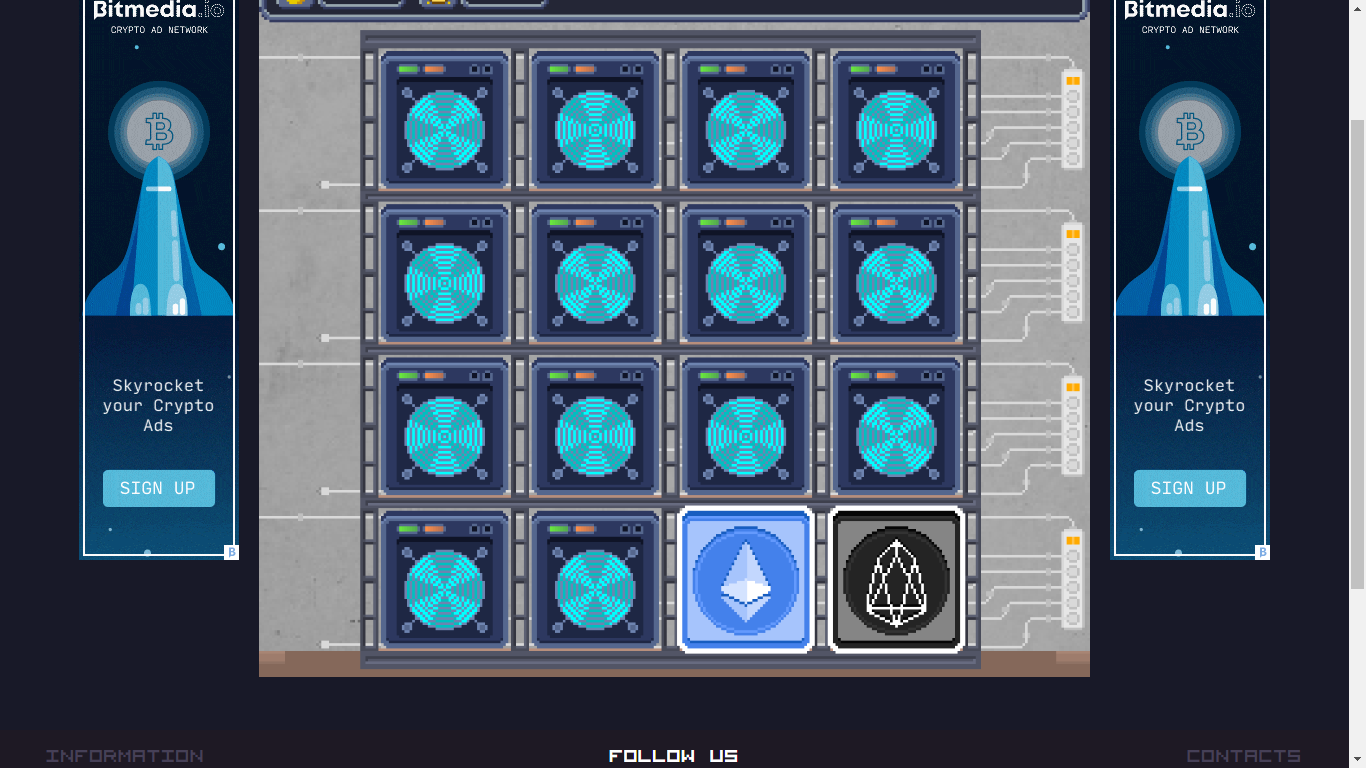 Bitmedia.io
CRYPTO AD NETWORK
Skyrocket
your Crypto
Ads
SIGN UP
Bitmedia.io
CRYPTO AD NETWORK
Skyrocket
your Crypto
Ads
SIGN UP
INFORMATION
FOLLOW US
CONTACTS